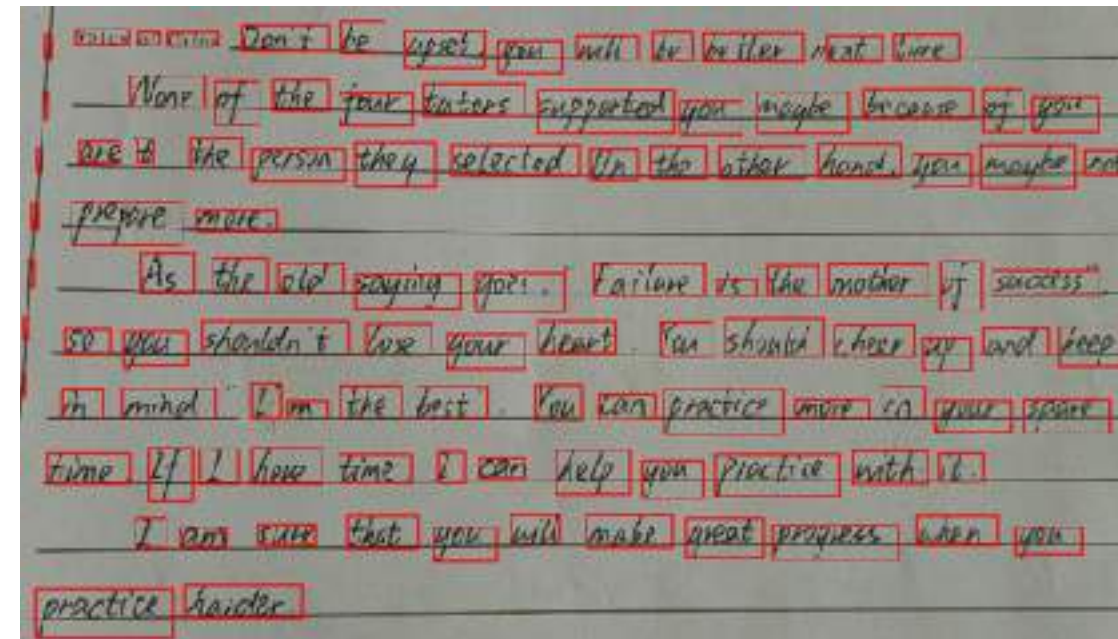 Don't be upset, you will be better next time
None of the four tutors supported you maybe because of you
are t the person they selected On the other hand, you maybe
prepare more.
As the old saying goes. "Failure is the mother of success".
so you shouldn't lose your heart. You should cheer up and keep
in mind "I'm the best". You can practice more in your spare
time. If I have time I can help you practice with it.
I am sure that you will make great progress when you
practice harder